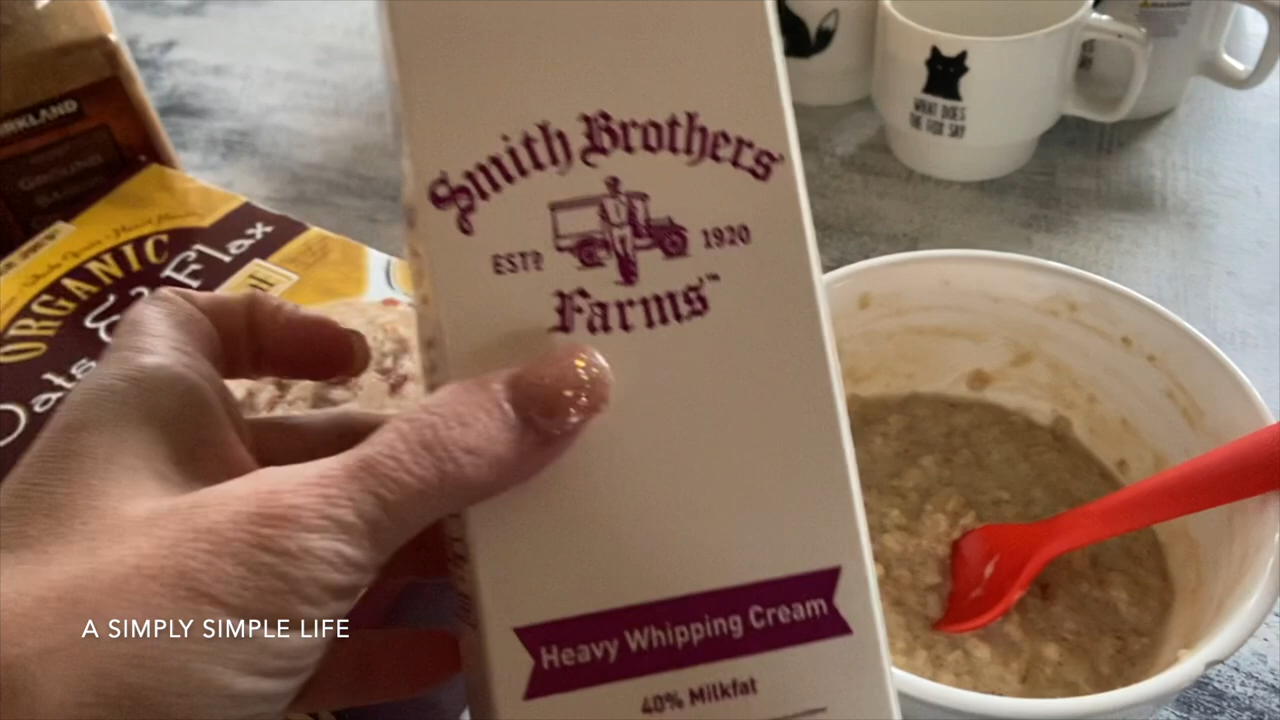 KIRKLAND
ORGANIC
Oats & Flax
Smith Brothers
ESTD 1920
Farms™
Heavy Whipping Cream
40% Milkfat
WHAT DOES
THE FOX SAY
A SIMPLY SIMPLE LIFE